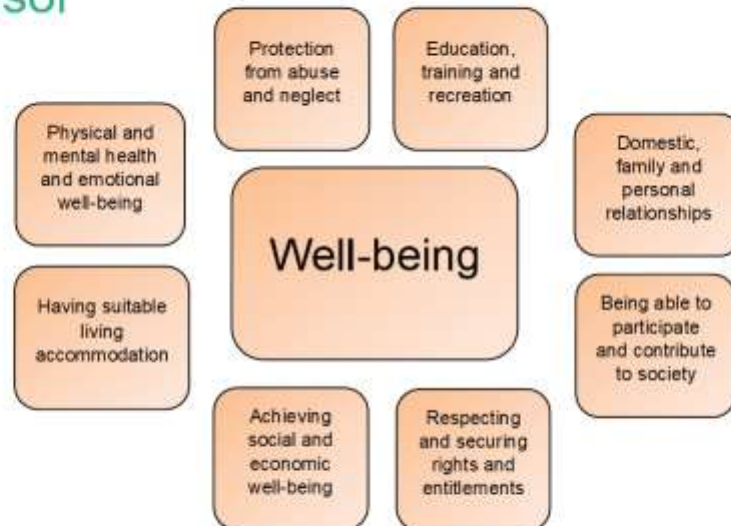 Protection
from abuse
and neglect
Education,
training and
recreation
Physical and
mental health
and emotional
well-being
Domestic,
family and
personal
relationships
Well-being
Having suitable
living
accommodation
Being able to
participate
and contribute
to society
Achieving
social and
economic
well-being
Respecting
and securing
rights and
entitlements